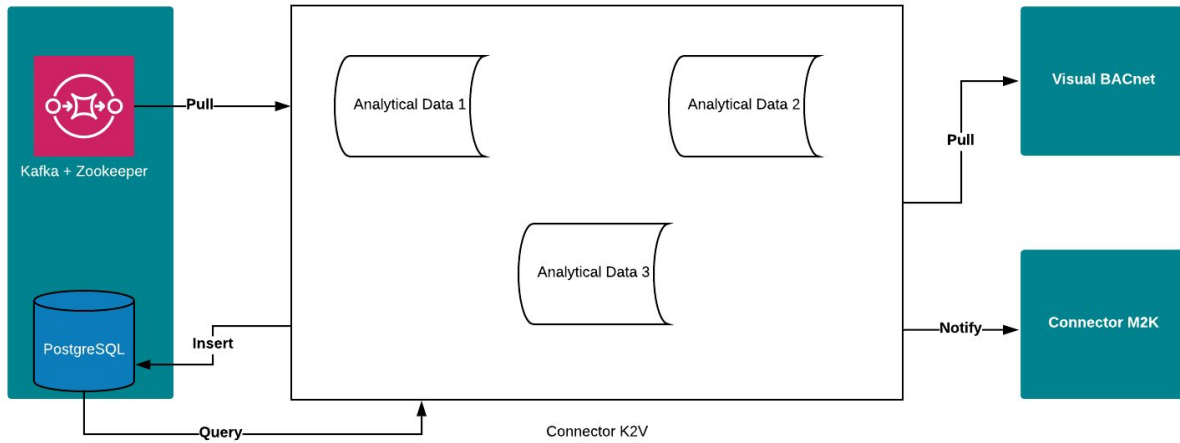 Kafka + Zookeeper
Pull
Analytical Data 1
Analytical Data 2
Visual BACnet
Pull
Analytical Data 3
PostgreSQL
Insert
Notify
Connector M2K
Query
Connector K2V